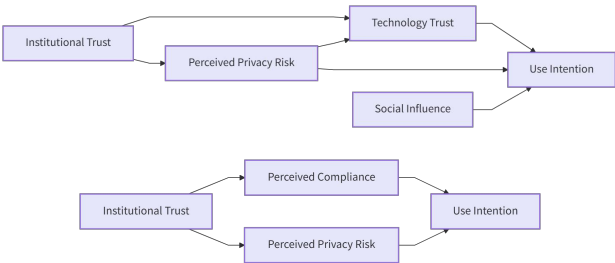 Technology Trust
Institutional Trust
Perceived Privacy Risk
Use Intention
Social Influence
Perceived Compliance
Institutional Trust
Use Intention
Perceived Privacy Risk